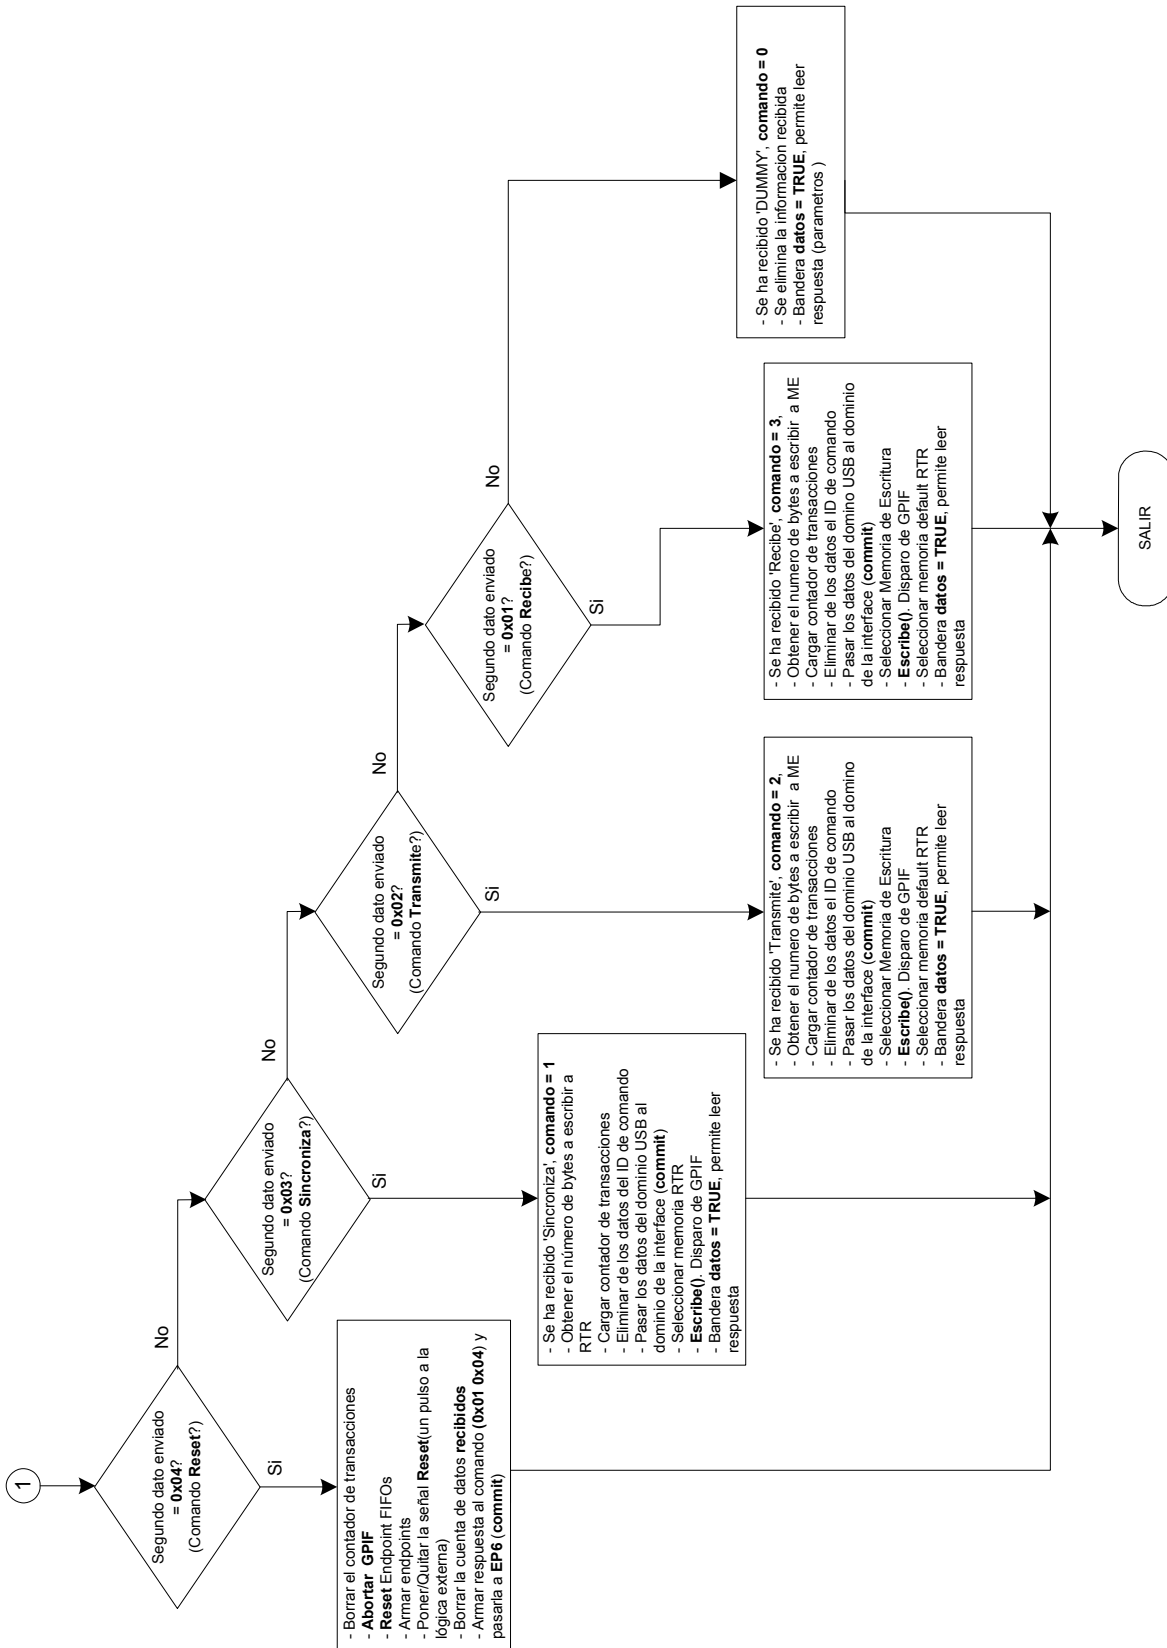 1
Segundo dato enviado
= 0x04?
(Comando Reset?)
No
Si
- Borrar el contador de transacciones
- Abortar GPIF
- Reset Endpoint FIFOs
- Armar endpoints
- Poner/Quitar la señal Reset(un pulso a la
lógica externa)
- Borrar la cuenta de datos recibidos
- Armar respuesta al comando (0x01 0x04) y
pasarla a EP6 (commit)
Segundo dato enviado
= 0x03?
(Comando Sincroniza?)
No
Si
- Se ha recibido 'Sincroniza', comando = 1
- Obtener el número de bytes a escribir a
RTR
- Cargar contador de transacciones
- Eliminar de los datos del ID de comando
- Pasar los datos del dominio USB al
dominio de la interface (commit)
- Seleccionar memoria RTR
- Escribe(). Disparo de GPIF
- Bandera datos = TRUE, permite leer
respuesta
Segundo dato enviado
= 0x02?
(Comando Transmite?)
No
Si
- Se ha recibido 'Transmite', comando = 2,
- Obtener el numero de bytes a escribir a ME
- Cargar contador de transacciones
- Eliminar de los datos el ID de comando
- Pasar los datos del dominio USB al domino
de la interface (commit)
- Seleccionar Memoria de Escritura
- Escribe(). Disparo de GPIF
- Seleccionar memoria default RTR
- Bandera datos = TRUE, permite leer
respuesta
Segundo dato enviado
= 0x01?
(Comando Recibe?)
No
Si
- Se ha recibido 'Recibe', comando = 3,
- Obtener el numero de bytes a escribir a ME
- Cargar contador de transacciones
- Eliminar de los datos el ID de comando
- Pasar los datos del domino USB al dominio
de la interface (commit)
- Seleccionar Memoria de Escritura
- Escribe(). Disparo de GPIF
- Seleccionar memoria default RTR
- Bandera datos = TRUE, permite leer
respuesta
- Se ha recibido 'DUMMY', comando = 0
- Se elimina la informacion recibida
- Bandera datos = TRUE, permite leer
respuesta (parametros )
SALIR